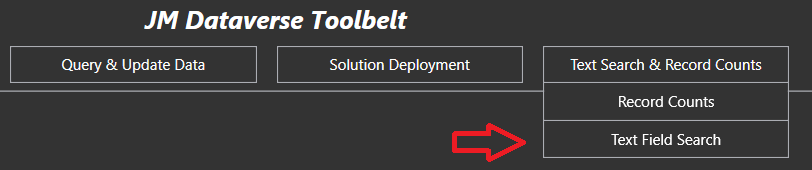 JM Dataverse Toolbelt
Query & Update Data
Solution Deployment
Text Search & Record Counts
Record Counts
Text Field Search